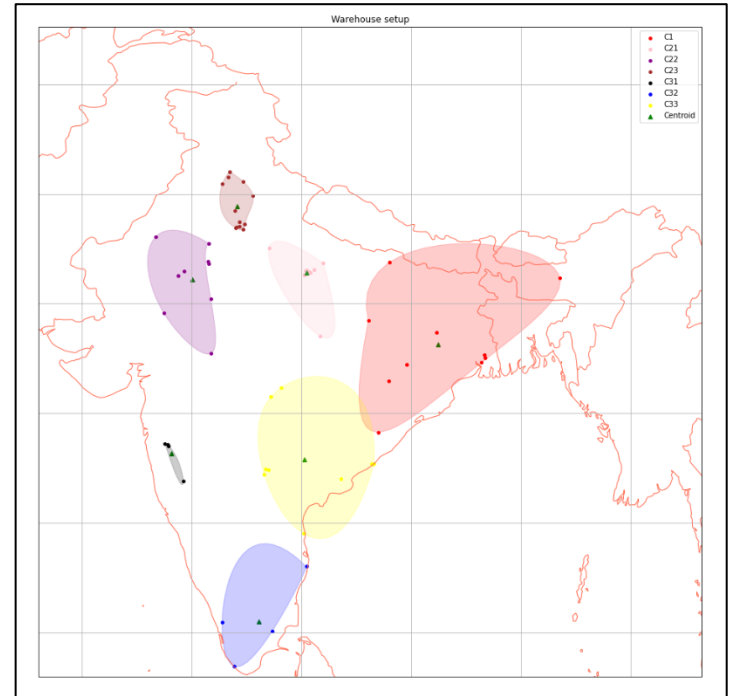 Warehouse setup
C1
C21
C22
C23
C31
C32
C33
Centroid